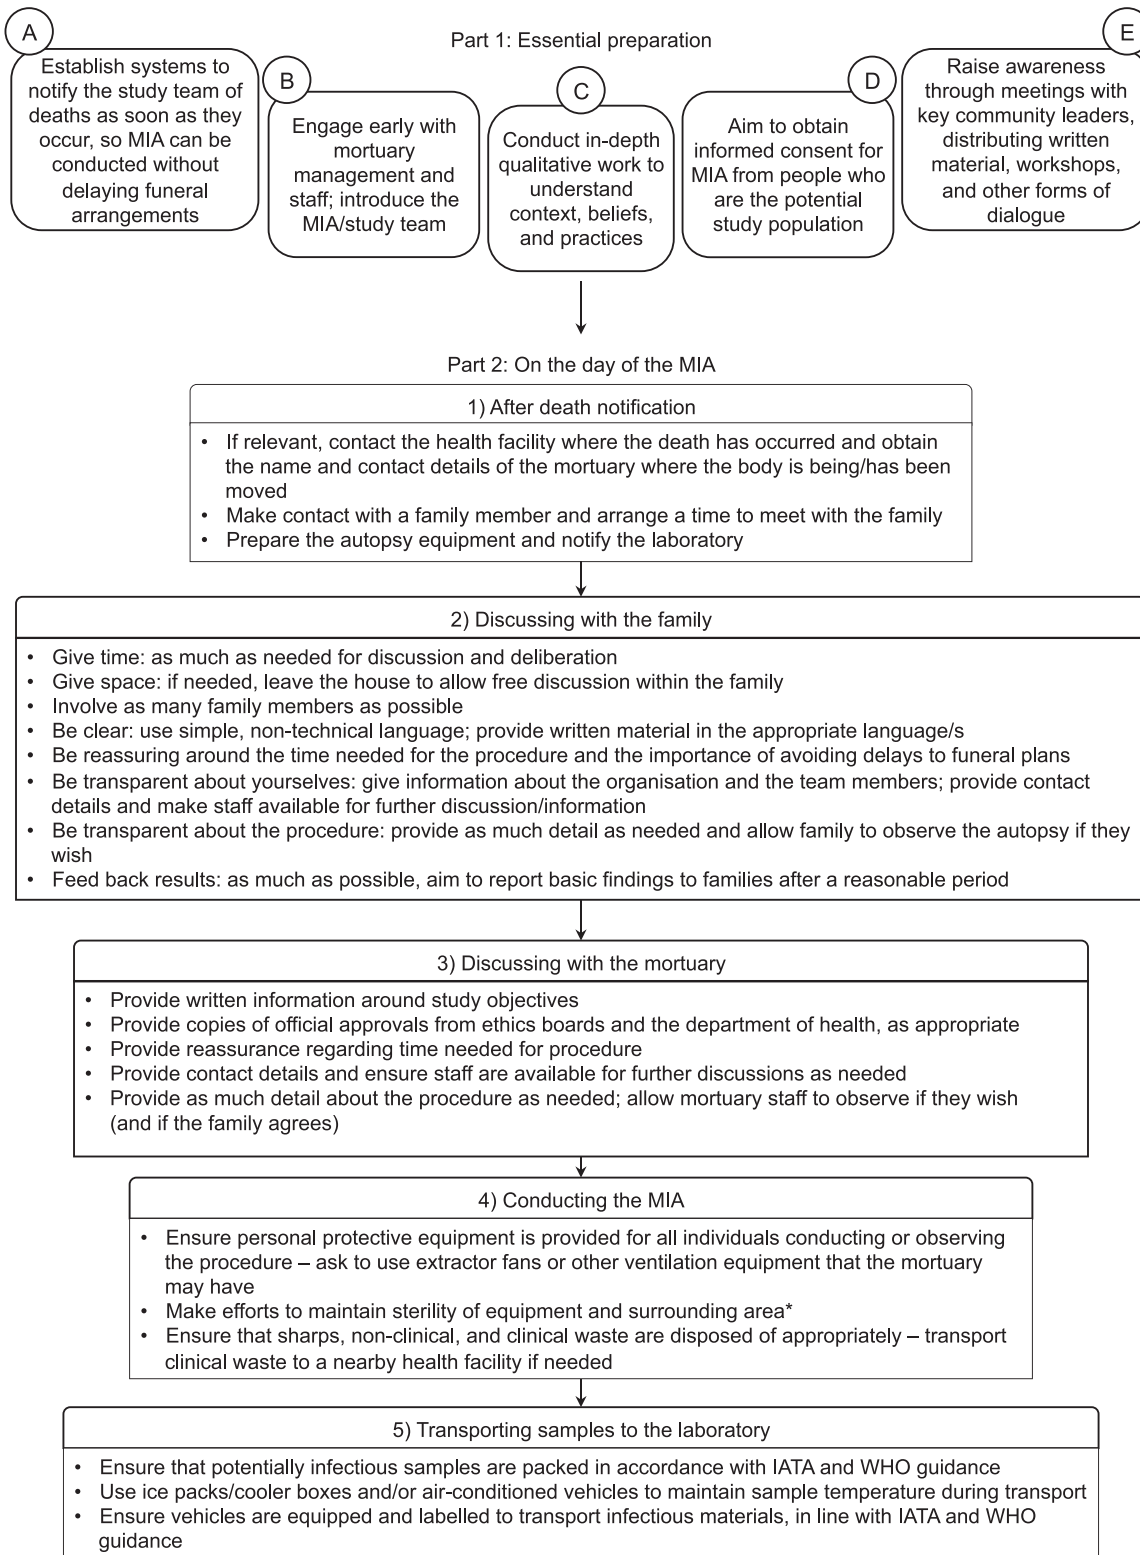 Part 1: Essential preparation
A
Establish systems to
notify the study team of
deaths as soon as they
occur, so MIA can be
conducted without
delaying funeral
arrangements
B
Engage early with
mortuary
management and
staff; introduce the
MIA/study team
C
Conduct in-depth
qualitative work to
understand
context, beliefs,
and practices
D
Aim to obtain
informed consent for
MIA from people who
are the potential
study population
E
Raise awareness
through meetings with
key community leaders,
distributing written
material, workshops,
and other forms of
dialogue
Part 2: On the day of the MIA
1) After death notification
• If relevant, contact the health facility where the death has occurred and obtain
the name and contact details of the mortuary where the body is being/has been
moved
• Make contact with a family member and arrange a time to meet with the family
• Prepare the autopsy equipment and notify the laboratory
2) Discussing with the family
• Give time: as much as needed for discussion and deliberation
• Give space: if needed, leave the house to allow free discussion within the family
• Involve as many family members as possible
• Be clear: use simple, non-technical language; provide written material in the appropriate language/s
• Be reassuring around the time needed for the procedure and the importance of avoiding delays to funeral plans
• Be transparent about yourselves: give information about the organisation and the team members; provide contact
details and make staff available for further discussion/information
• Be transparent about the procedure: provide as much detail as needed and allow family to observe the autopsy if they
wish
• Feed back results: as much as possible, aim to report basic findings to families after a reasonable period
3) Discussing with the mortuary
• Provide written information around study objectives
• Provide copies of official approvals from ethics boards and the department of health, as appropriate
• Provide reassurance regarding time needed for procedure
• Provide contact details and ensure staff are available for further discussions as needed
• Provide as much detail about the procedure as needed; allow mortuary staff to observe if they wish
(and if the family agrees)
4) Conducting the MIA
• Ensure personal protective equipment is provided for all individuals conducting or observing
the procedure – ask to use extractor fans or other ventilation equipment that the mortuary
may have
• Make efforts to maintain sterility of equipment and surrounding area*
• Ensure that sharps, non-clinical, and clinical waste are disposed of appropriately – transport
clinical waste to a nearby health facility if needed
5) Transporting samples to the laboratory
• Ensure that potentially infectious samples are packed in accordance with IATA and WHO guidance
• Use ice packs/cooler boxes and/or air-conditioned vehicles to maintain sample temperature during transport
• Ensure vehicles are equipped and labelled to transport infectious materials, in line with IATA and WHO
guidance